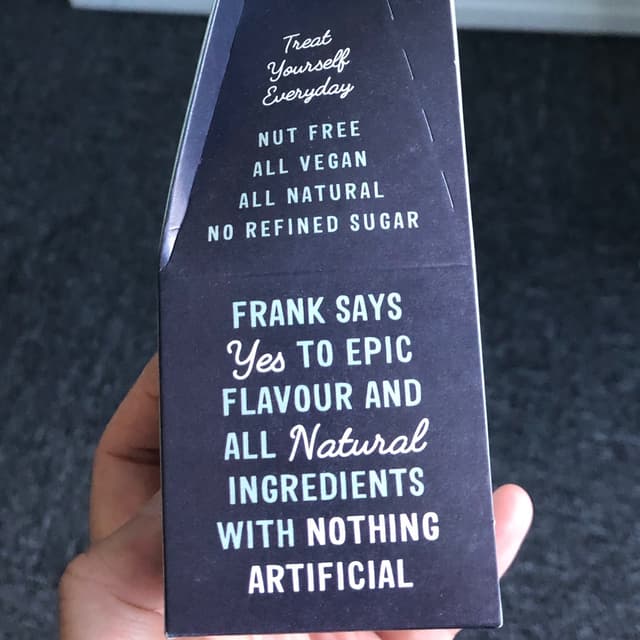 Treat
Yourself
Everyday
NUT FREE
ALL VEGAN
ALL NATURAL
NO REFINED SUGAR
FRANK SAYS
Yes TO EPIC
FLAVOUR AND
ALL Natural
INGREDIENTS
WITH NOTHING
ARTIFICIAL